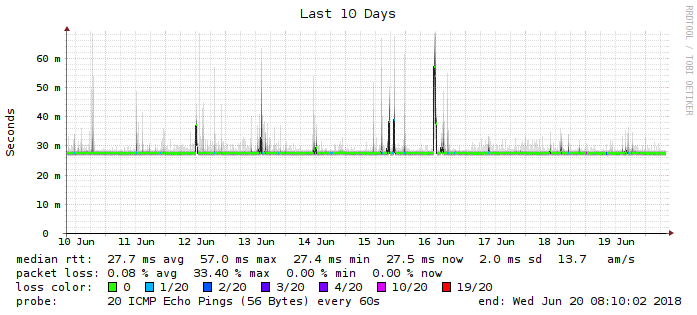 Last 10 Days
RRDTOOL / TOBI OETIKER
Seconds
60 m
50 m
40 m
30 m
20 m
10 m
0
10 Jun 11 Jun 12 Jun 13 Jun 14 Jun 15 Jun 16 Jun 17 Jun 18 Jun 19 Jun
median rtt: 27.7 ms avg 57.0 ms max 27.4 ms min 27.5 ms now 2.0 ms sd 13.7 am/s
packet loss: 0.08 % avg 33.40 % max 0.00 % min 0.00 % now
loss color: 0 1/20 2/20 3/20 4/20 10/20 19/20
probe: 20 ICMP Echo Pings (56 Bytes) every 60s end: Wed Jun 20 08:10:02 2018